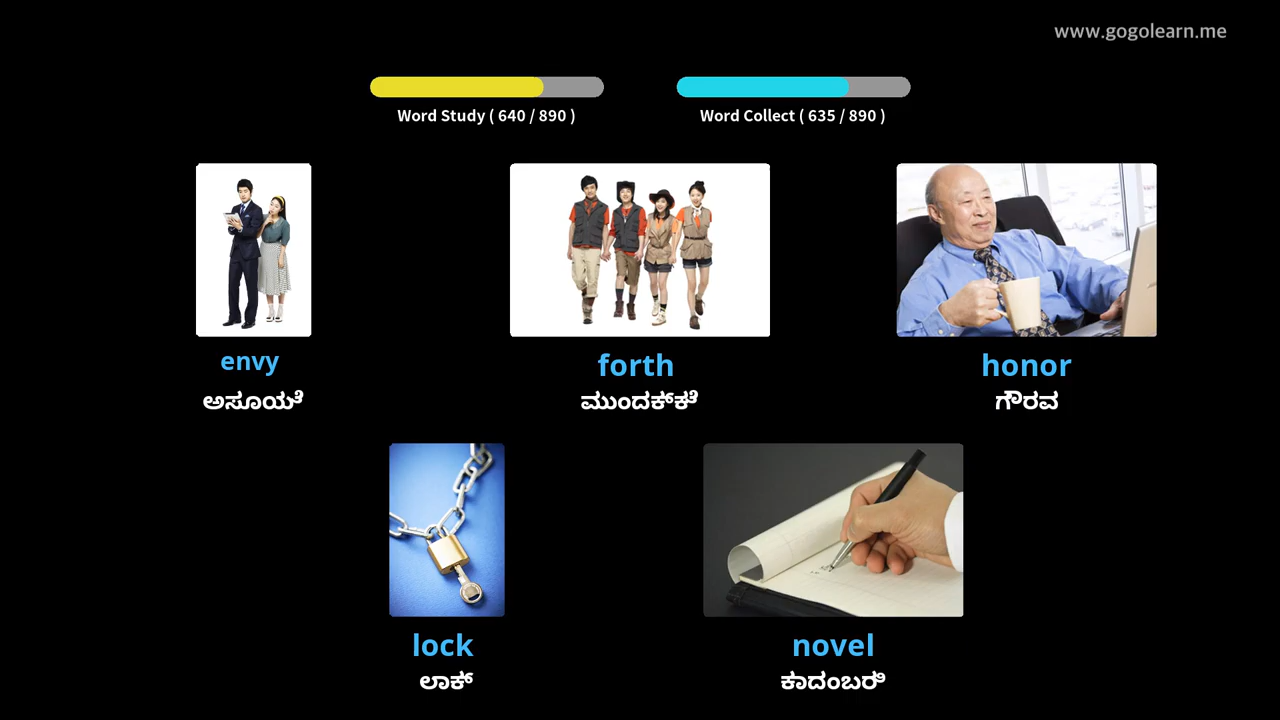 www.gogolearn.me
Word Study ( 640 / 890 )
Word Collect ( 635 / 890 )
envy
ಅಸೂಯೆ
forth
ಮುಂದಕ್ಕೆ
honor
ಗೌರವ
lock
ಲಾಕ್
novel
ಕಾದಂಬರಿ